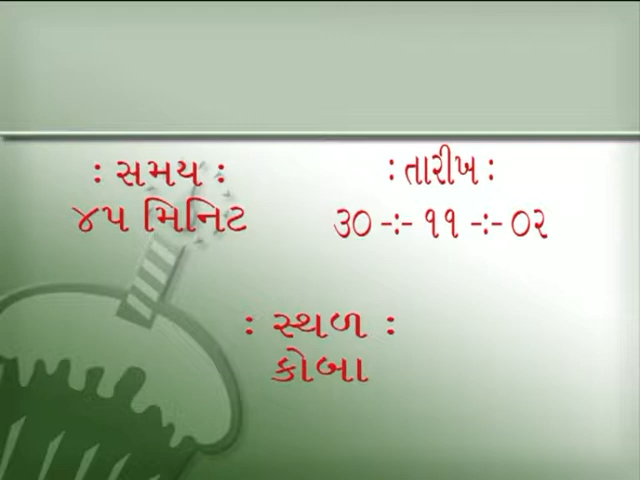 : સમય :
૪૫ મિનિટ
: તારીખ :
૩૦ -:- ૧૧ -:- ૦૨
: સ્થળ :
કોબા